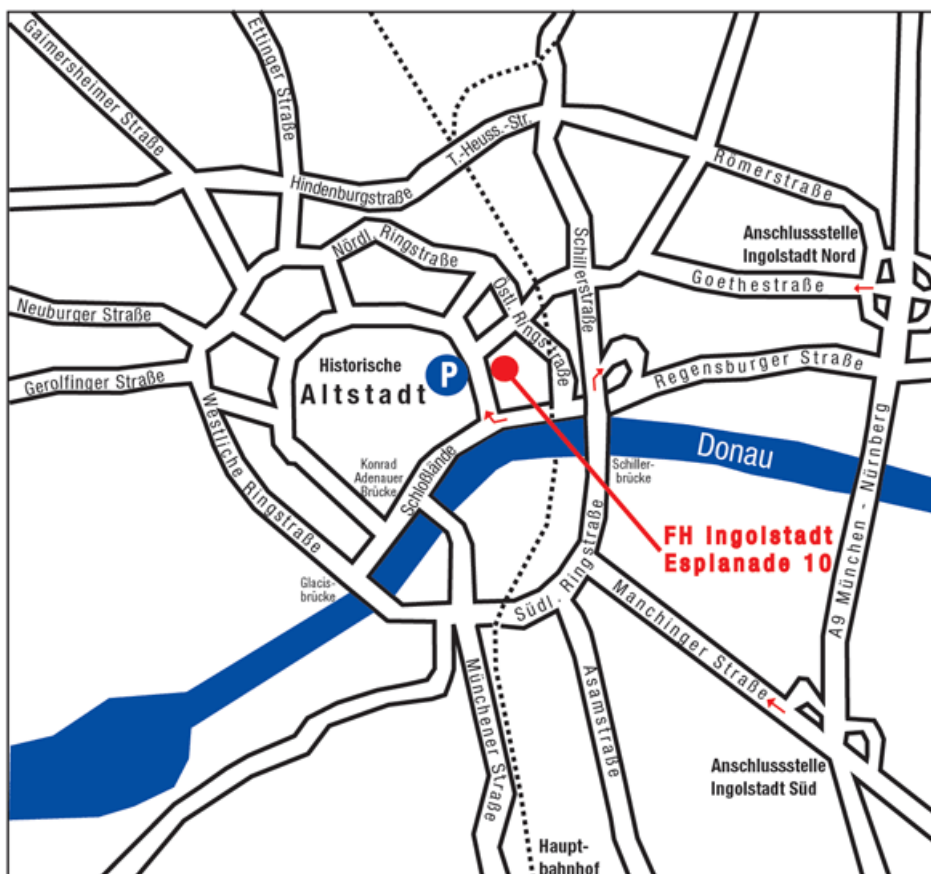 Gaimersheimer Straße
Ettinger Straße
T.-Heuss.-Str.
Hindenburgstraße
Römerstraße
Anschlussstelle
Ingolstadt Nord
Nördl. Ringstraße
Östl. Ringstraße
Schillerstraße
Goethestraße
Neuburger Straße
Gerolfinger Straße
Historische
Altstadt
P
Regensburger Straße
Westliche Ringstraße
Konrad
Adenauer
Brücke
Schloßlände
Schiller-
brücke
Donau
A9 München - Nürnberg
FH Ingolstadt
Esplanade 10
Glacis-
brücke
Südl. Ringstraße
Manchinger Straße
Münchener Straße
Asamstraße
Anschlussstelle
Ingolstadt Süd
Haupt-
bahnhof